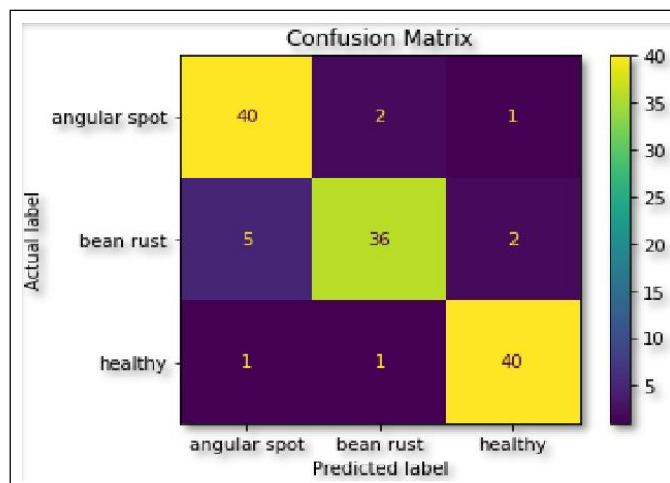 Confusion Matrix
angular spot 40 2 1
bean rust 5 36 2
healthy 1 1 40
angular spot bean rust healthy
Predicted label
Actual label
40
35
30
25
20
15
10
5